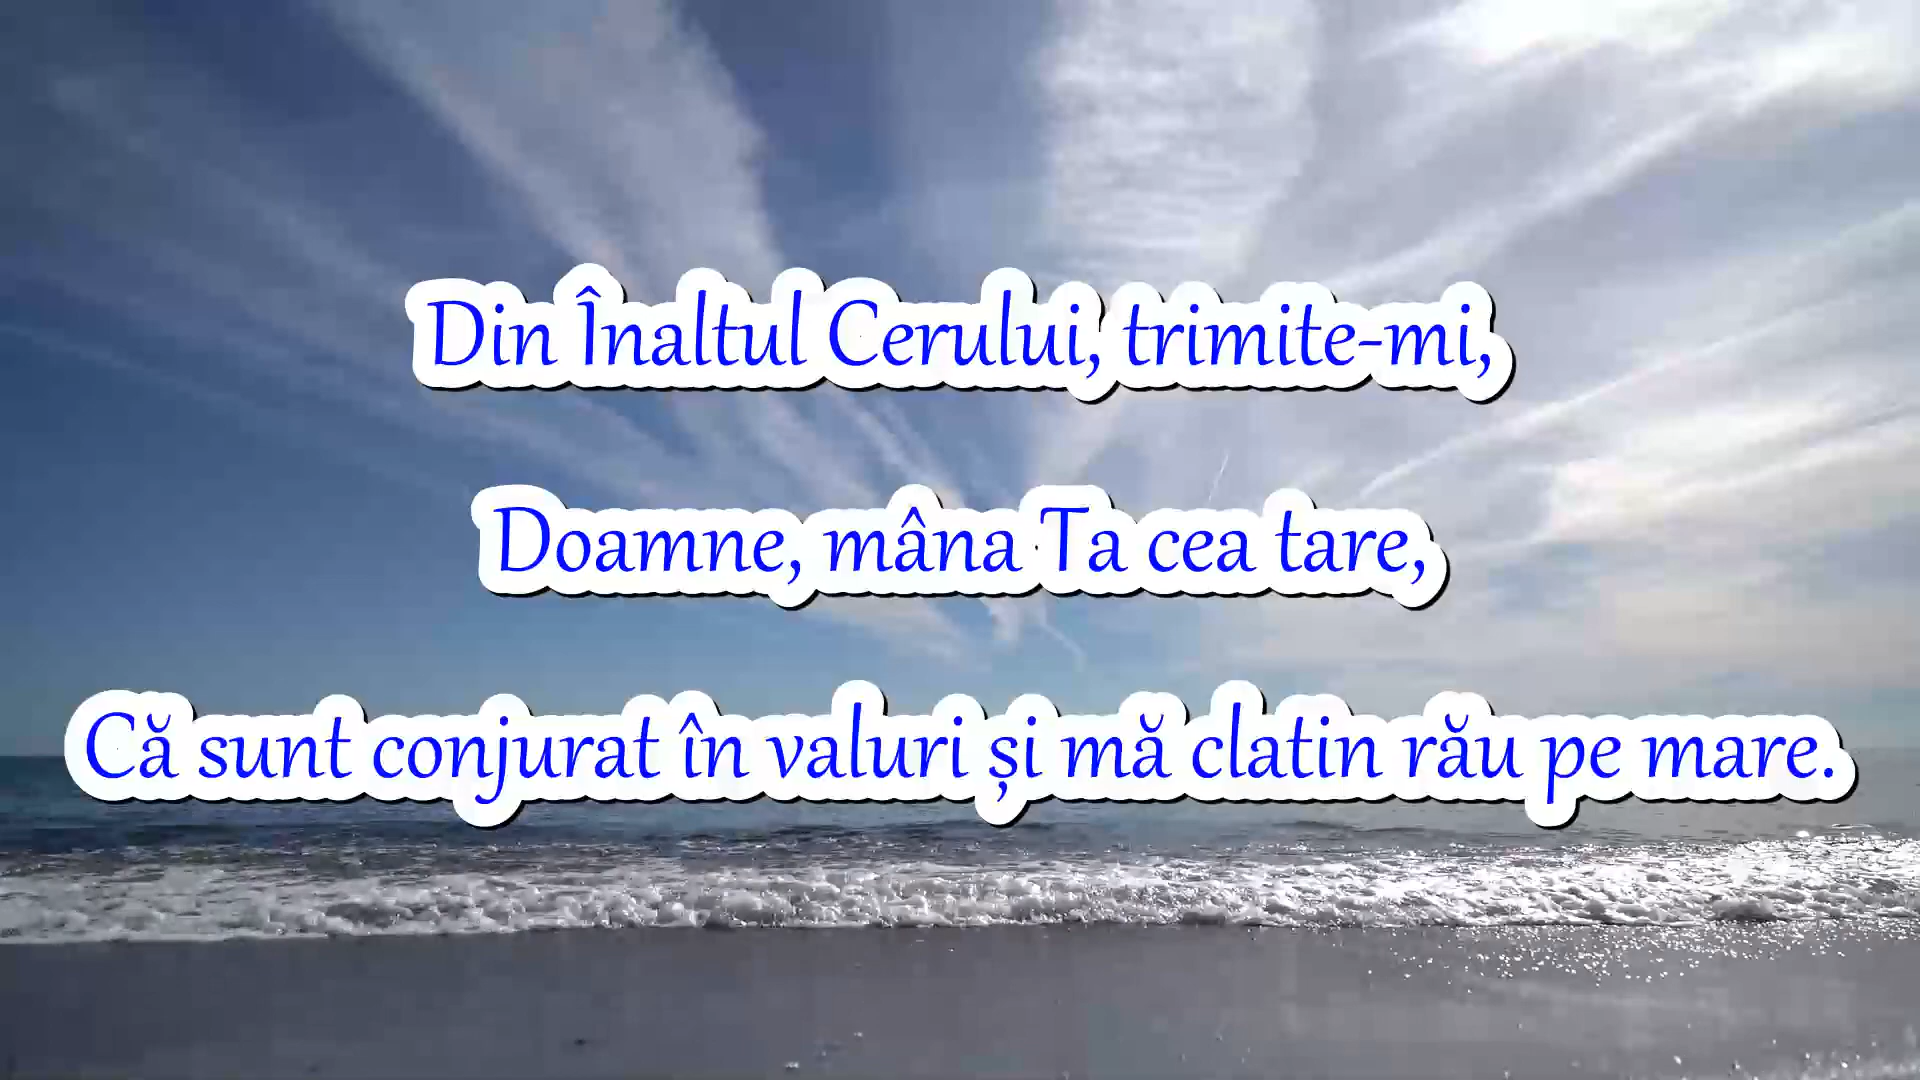 Din Înaltul Cerului, trimite-mi,
Doamne, mâna Ta cea tare,
Că sunt conjurat în valuri și mă clatin rău pe mare.